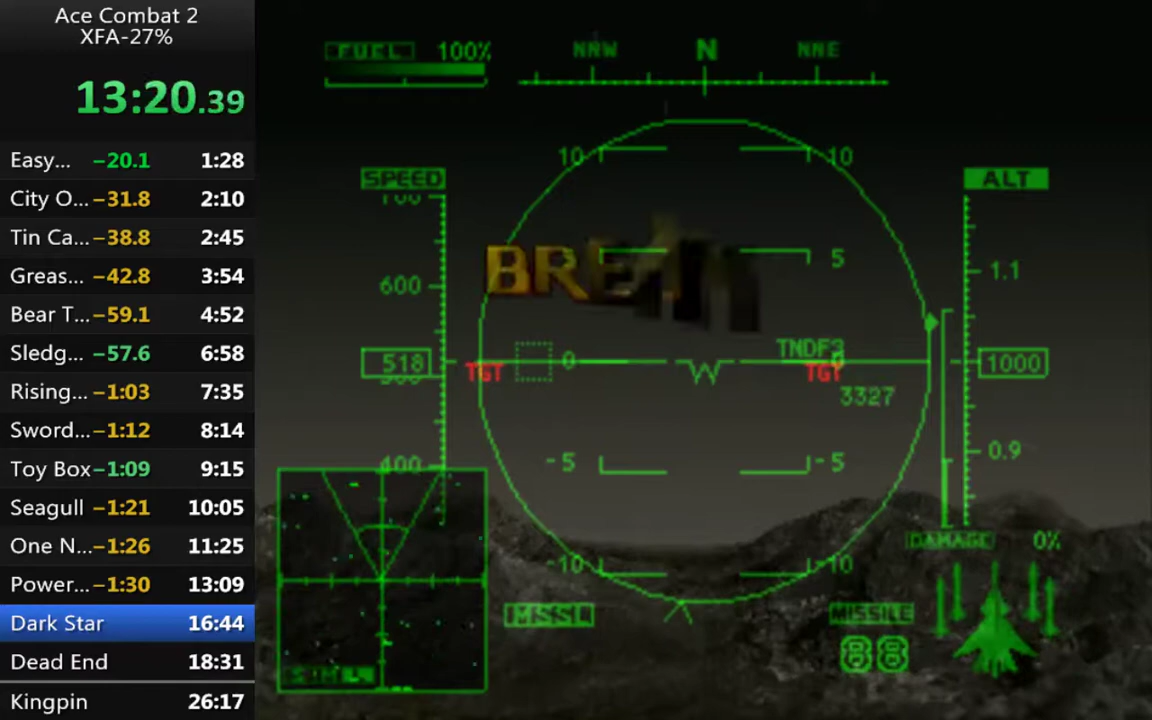 Ace Combat 2
XFA-27%
13:20.39
Easy... −20.1 1:28
City O... −31.8 2:10
Tin Ca... −38.8 2:45
Greas... −42.8 3:54
Bear T... −59.1 4:52
Sledg... −57.6 6:58
Rising... −1:03 7:35
Sword... −1:12 8:14
Toy Box −1:09 9:15
Seagull −1:21 10:05
One N... −1:26 11:25
Power... −1:30 13:09
Dark Star 16:44
Dead End 18:31
Kingpin 26:17
FUEL 100%
NNW N NNE
10 10
SPEED ALT
700
5
600 1.1
TNDF3
518 0 1000
TGT TGT
3327
-5 -5
400 0.9
-10 -10
DAMAGE 0%
MISSIL MISSILE
88